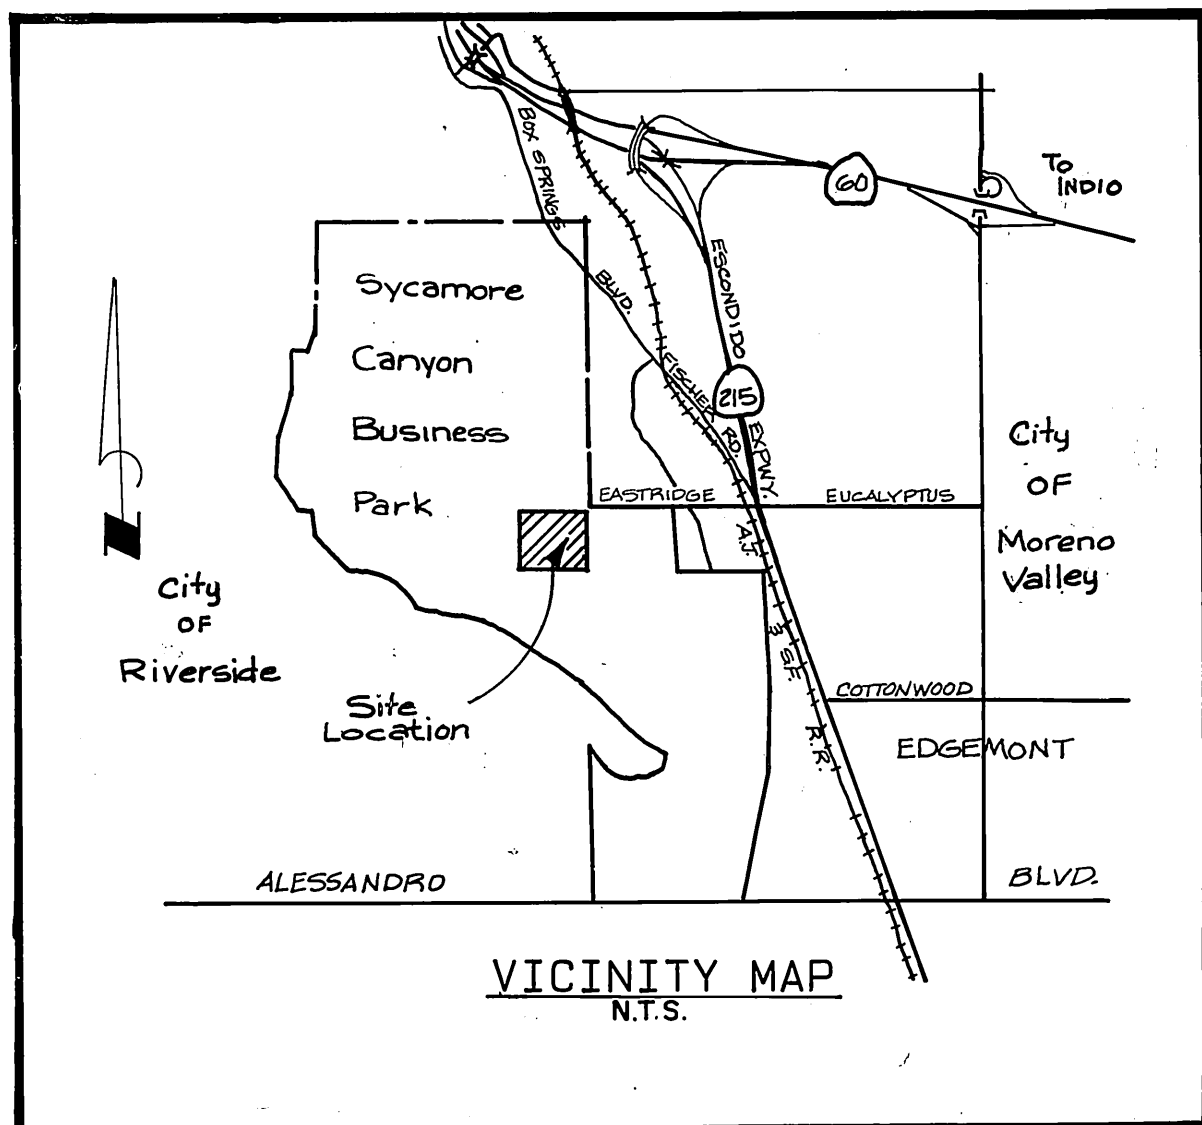 BOX SPRINGS BLVD.
60
To
INDIO
ESCONDIDO EXPWY.
Sycamore
Canyon
Business
Park
FISCHER RD.
215
City
OF
Moreno
Valley
EASTRIDGE
EUCALYPTUS
A.T. & S.F. R.R.
City
OF
Riverside
Site
Location
COTTONWOOD
EDGEMONT
ALESSANDRO
BLVD.
VICINITY MAP
N.T.S.